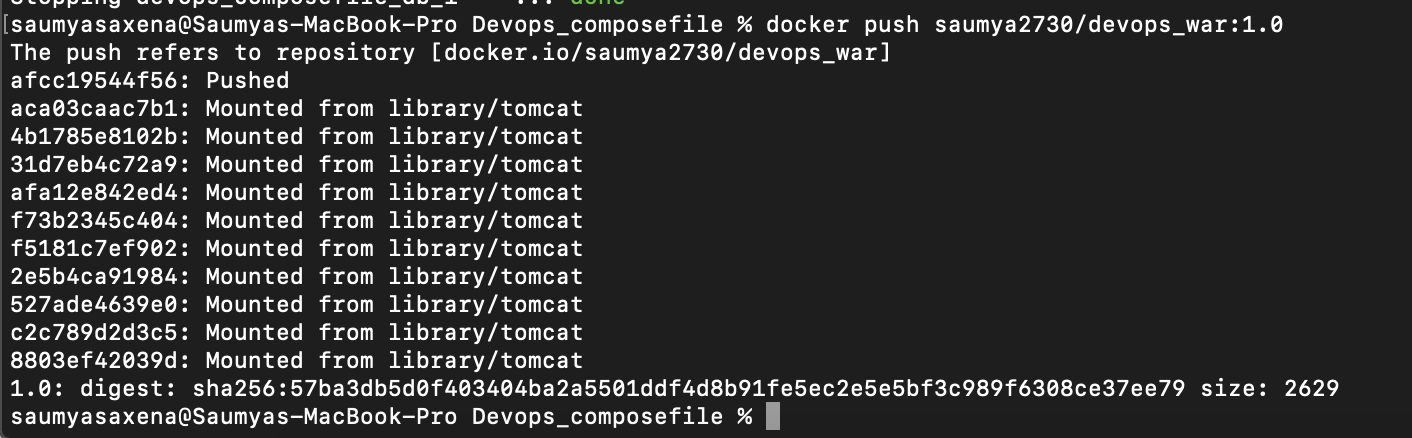 Stopping devops_composefile_db_1 ... done
[saumyasaxena@Saumyas-MacBook-Pro Devops_composefile % docker push saumya2730/devops_war:1.0
The push refers to repository [docker.io/saumya2730/devops_war]
afcc19544f56: Pushed
aca03caac7b1: Mounted from library/tomcat
4b1785e8102b: Mounted from library/tomcat
31d7eb4c72a9: Mounted from library/tomcat
afa12e842ed4: Mounted from library/tomcat
f73b2345c404: Mounted from library/tomcat
f5181c7ef902: Mounted from library/tomcat
2e5b4ca91984: Mounted from library/tomcat
527ade4639e0: Mounted from library/tomcat
c2c789d2d3c5: Mounted from library/tomcat
8803ef42039d: Mounted from library/tomcat
1.0: digest: sha256:57ba3db5d0f403404ba2a5501ddf4d8b91fe5ec2e5e5bf3c989f6308ce37ee79 size: 2629
saumyasaxena@Saumyas-MacBook-Pro Devops_composefile %